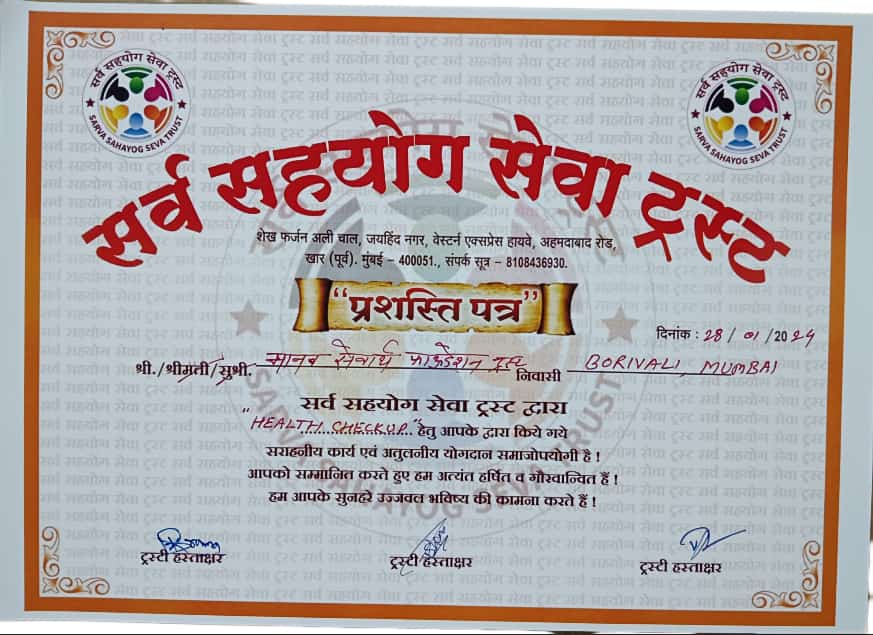 सर्व सहयोग सेवा ट्रस्ट
SARVA SAHAYOG SEVA TRUST
सर्व सहयोग सेवा ट्रस्ट
SARVA SAHAYOG SEVA TRUST
सर्व सहयोग सेवा ट्रस्ट
शेख फर्जन अली चाल, जयहिंद नगर, वेस्टर्न एक्सप्रेस हायवे, अहमदाबाद रोड,
खार (पूर्व). मुंबई – 400051., संपर्क सूत्र – 8108436930.
"प्रशस्ति पत्र"
दिनांक : 28 / 01 / 2024
श्री./श्रीमती/सुश्री. मानव सेवार्थ फाऊंडेशन ट्रस्ट निवासी BORIVALI MUMBAI
सर्व सहयोग सेवा ट्रस्ट द्वारा
"HEALTH CHECKUP" हेतु आपके द्वारा किये गये
सराहनीय कार्य एवं अतुलनीय योगदान समाजोपयोगी है !
आपको सम्मानित करते हुए हम अत्यंत हर्षित व गौरवान्वित हैं !
हम आपके सुनहरे उज्जवल भविष्य की कामना करते हैं !
ट्रस्टी हस्ताक्षर
ट्रस्टी हस्ताक्षर
ट्रस्टी हस्ताक्षर